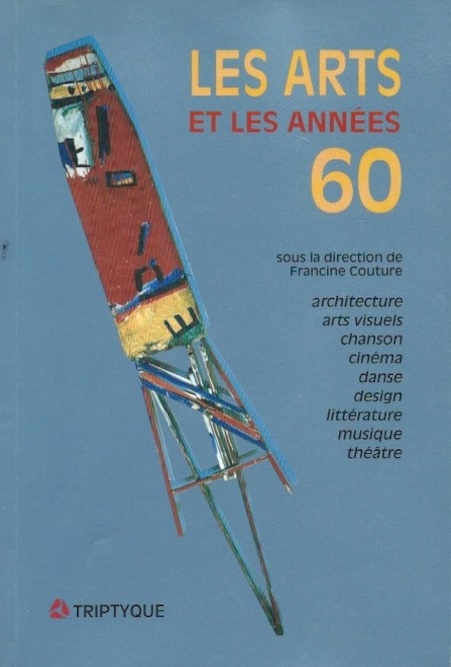 LES ARTS
ET LES ANNÉES
60
sous la direction de
Francine Couture
architecture
arts visuels
chanson
cinéma
danse
design
littérature
musique
théâtre
TRIPTYQUE